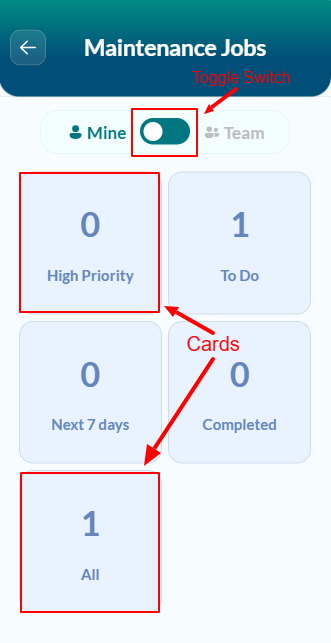 Maintenance Jobs
Toggle Switch
Mine
Team
0
High Priority
1
To Do
Cards
0
Next 7 days
0
Completed
1
All